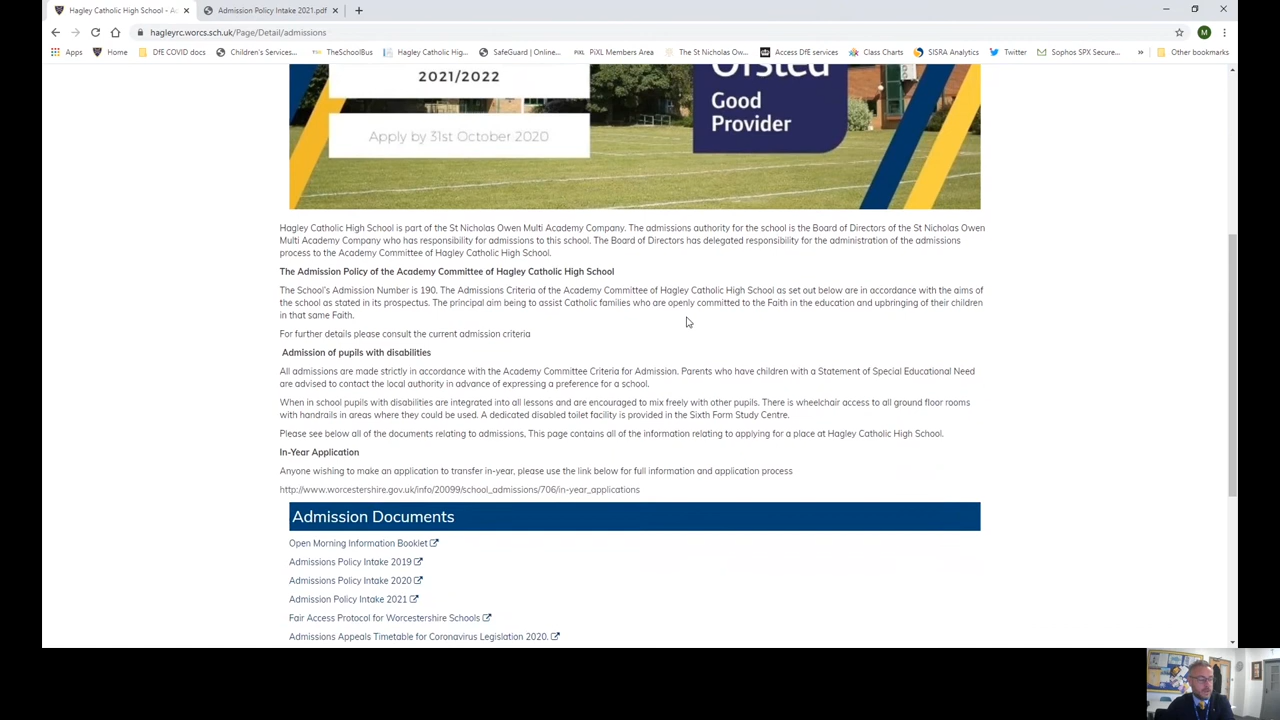 Hagley Catholic High School - A
Admission Policy Intake 2021.pdf
hagleyrc.worcs.sch.uk/Page/Detail/admissions
Apps Home DfE COVID docs Children's Services... TheSchoolBus Hagley Catholic Hig... SafeGuard | Online... PiXL Members Area The St Nicholas Ow... Access DfE services Class Charts SISRA Analytics Twitter Sophos SPX Secure... » Other bookmarks
M
Ofsted
2021/2022
Good
Provider
Apply by 31st October 2020
Hagley Catholic High School is part of the St Nicholas Owen Multi Academy Company. The admissions authority for the school is the Board of Directors of the St Nicholas Owen
Multi Academy Company who has responsibility for admissions to this school. The Board of Directors has delegated responsibility for the administration of the admissions
process to the Academy Committee of Hagley Catholic High School.
The Admission Policy of the Academy Committee of Hagley Catholic High School
The School's Admission Number is 190. The Admissions Criteria of the Academy Committee of Hagley Catholic High School as set out below are in accordance with the aims of
the school as stated in its prospectus. The principal aim being to assist Catholic families who are openly committed to the Faith in the education and upbringing of their children
in that same Faith.
For further details please consult the current admission criteria
Admission of pupils with disabilities
All admissions are made strictly in accordance with the Academy Committee Criteria for Admission. Parents who have children with a Statement of Special Educational Need
are advised to contact the local authority in advance of expressing a preference for a school.
When in school pupils with disabilities are integrated into all lessons and are encouraged to mix freely with other pupils. There is wheelchair access to all ground floor rooms
with handrails in areas where they could be used. A dedicated disabled toilet facility is provided in the Sixth Form Study Centre.
Please see below all of the documents relating to admissions. This page contains all of the information relating to applying for a place at Hagley Catholic High School.
In-Year Application
Anyone wishing to make an application to transfer in-year, please use the link below for full information and application process
http://www.worcestershire.gov.uk/info/20099/school_admissions/706/in-year_applications
Admission Documents
Open Morning Information Booklet
Admissions Policy Intake 2019
Admissions Policy Intake 2020
Admission Policy Intake 2021
Fair Access Protocol for Worcestershire Schools
Admissions Appeals Timetable for Coronavirus Legislation 2020.